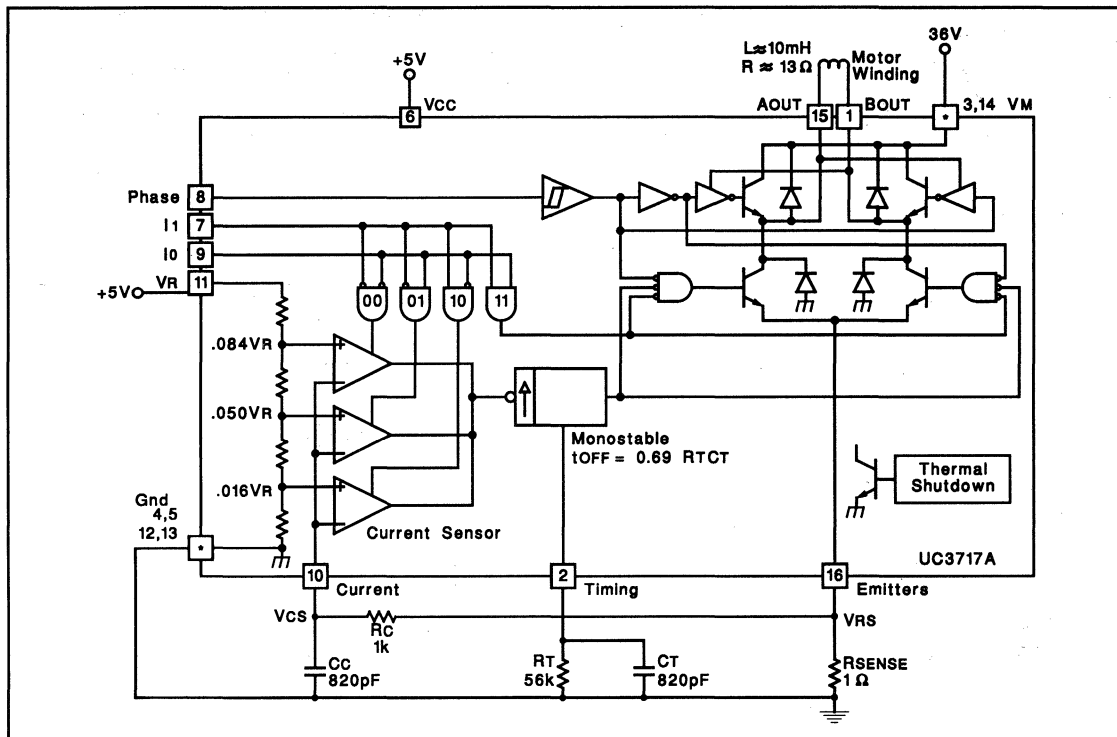 36V
L≈10mH
R ≈ 13Ω
Motor
Winding
+5V
AOUT
BOUT
3,14 VM
6
VCC
15
1
*
Phase
8
I1
7
I0
9
VR
11
+5V
00
01
10
11
.084VR
.050VR
.016VR
+
−
+
−
+
−
Monostable
tOFF = 0.69 RTCT
Thermal
Shutdown
Gnd
4,5
12,13
*
Current Sensor
UC3717A
10
Current
2
Timing
16
Emitters
VCS
RC
1k
VRS
CC
820pF
RT
56k
CT
820pF
RSENSE
1 Ω